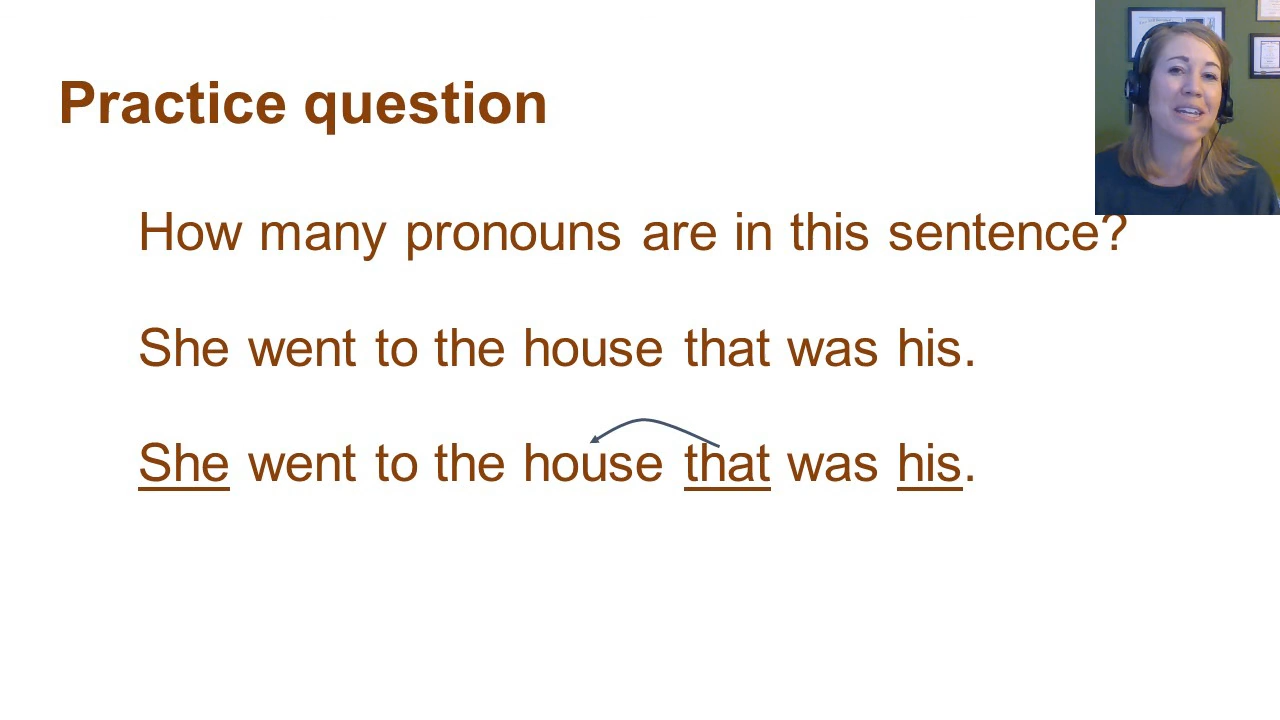 Practice question
How many pronouns are in this sentence?
She went to the house that was his.
She went to the house that was his.